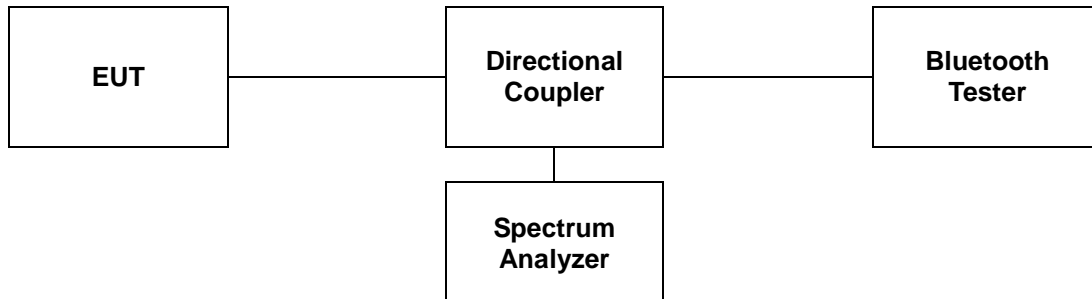 EUT
Directional
Coupler
Bluetooth
Tester
Spectrum
Analyzer